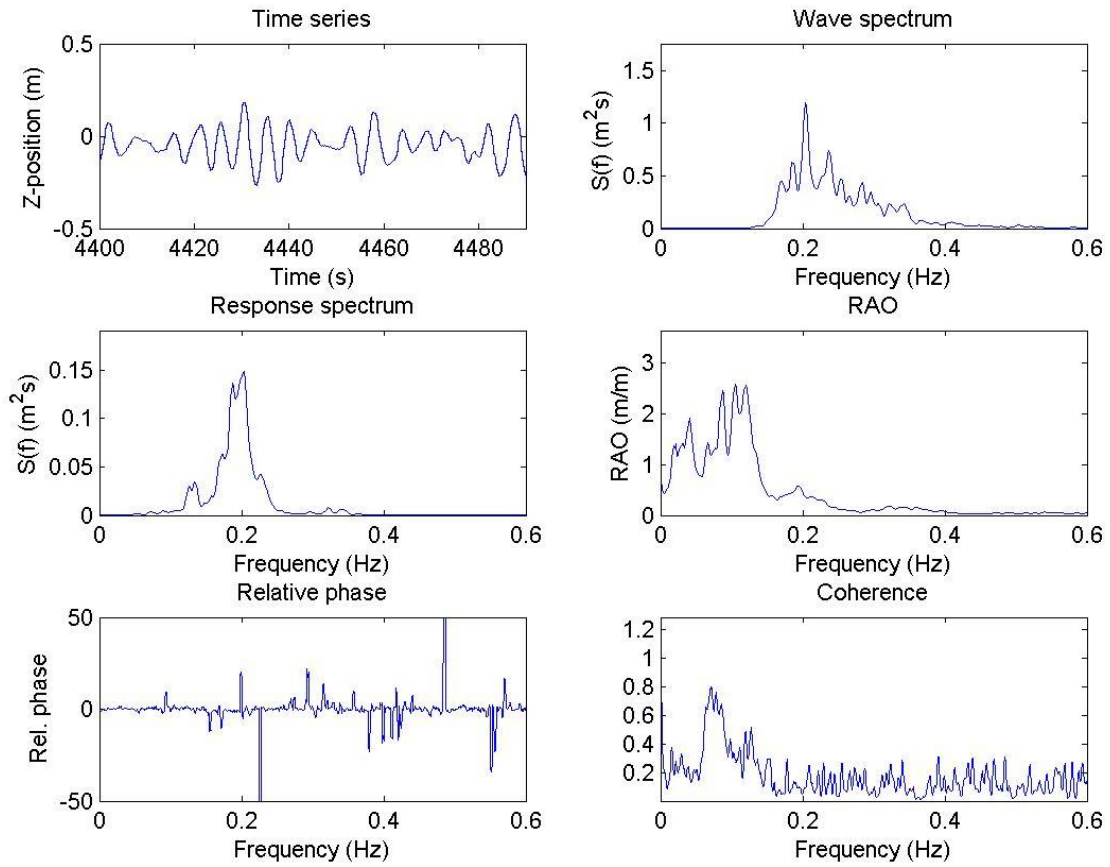 Time series
Z-position (m)
0.5
0
-0.5
4400 4420 4440 4460 4480
Time (s)
Wave spectrum
S(f) (m²s)
1.5
1
0.5
0
0 0.2 0.4 0.6
Frequency (Hz)
Response spectrum
S(f) (m²s)
0.15
0.1
0.05
0
0 0.2 0.4 0.6
Frequency (Hz)
RAO
RAO (m/m)
3
2
1
0
0 0.2 0.4 0.6
Frequency (Hz)
Relative phase
Rel. phase
50
0
-50
0 0.2 0.4 0.6
Frequency (Hz)
Coherence
1.2
1
0.8
0.6
0.4
0.2
0 0.2 0.4 0.6
Frequency (Hz)